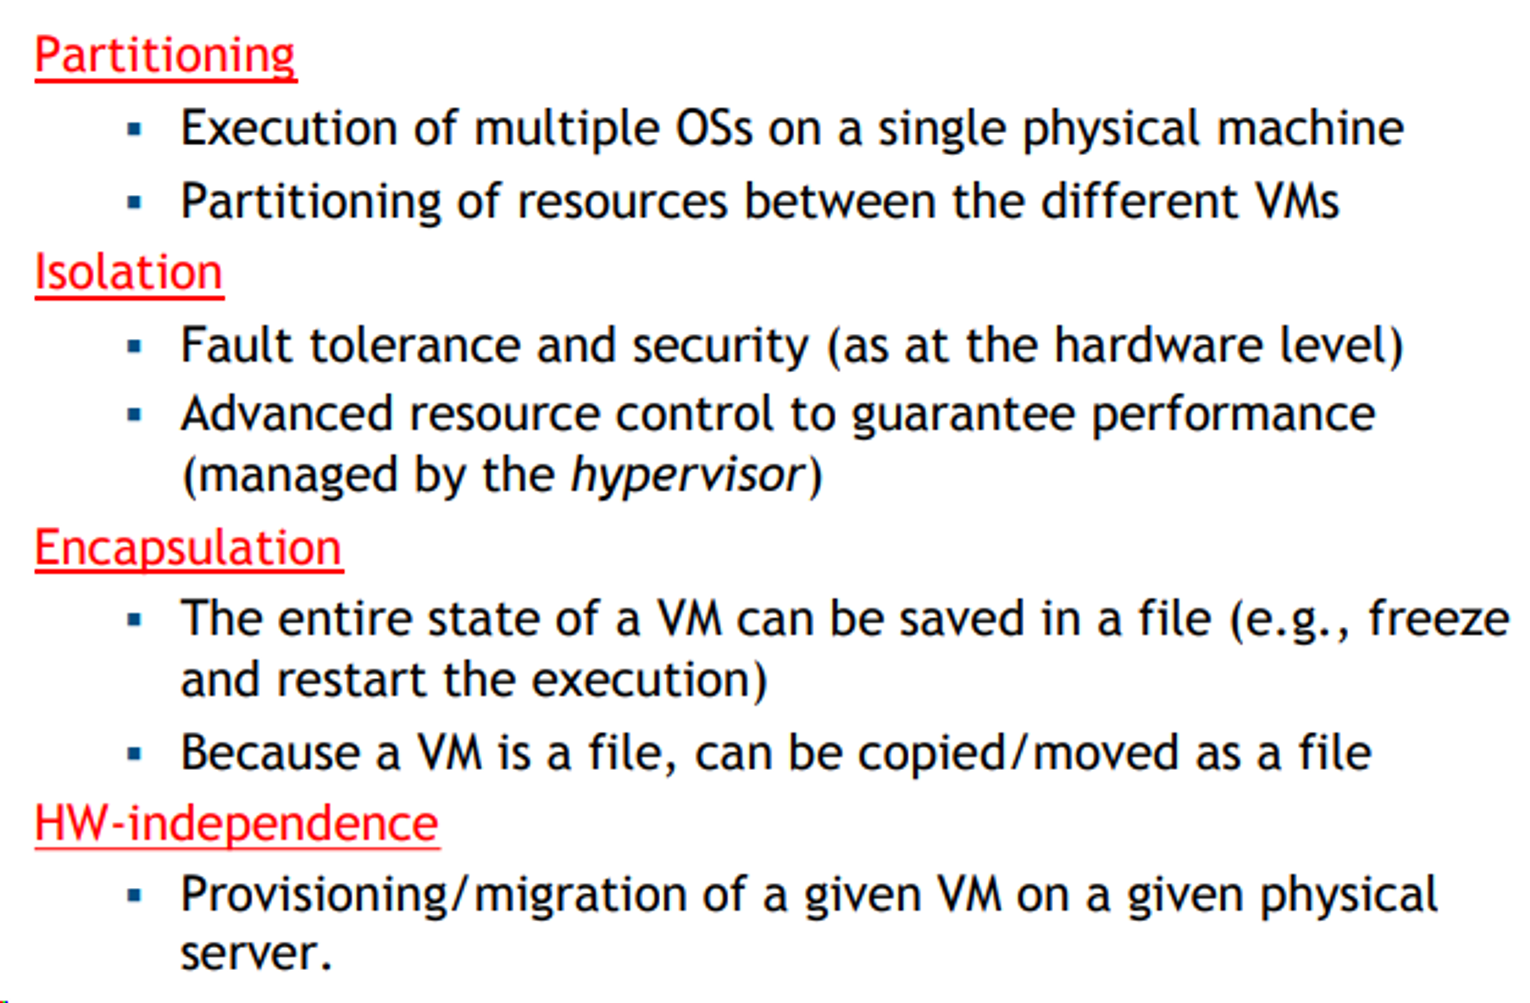 Partitioning
▪ Execution of multiple OSs on a single physical machine
▪ Partitioning of resources between the different VMs
Isolation
▪ Fault tolerance and security (as at the hardware level)
▪ Advanced resource control to guarantee performance
(managed by the hypervisor)
Encapsulation
▪ The entire state of a VM can be saved in a file (e.g., freeze
and restart the execution)
▪ Because a VM is a file, can be copied/moved as a file
HW-independence
▪ Provisioning/migration of a given VM on a given physical
server.